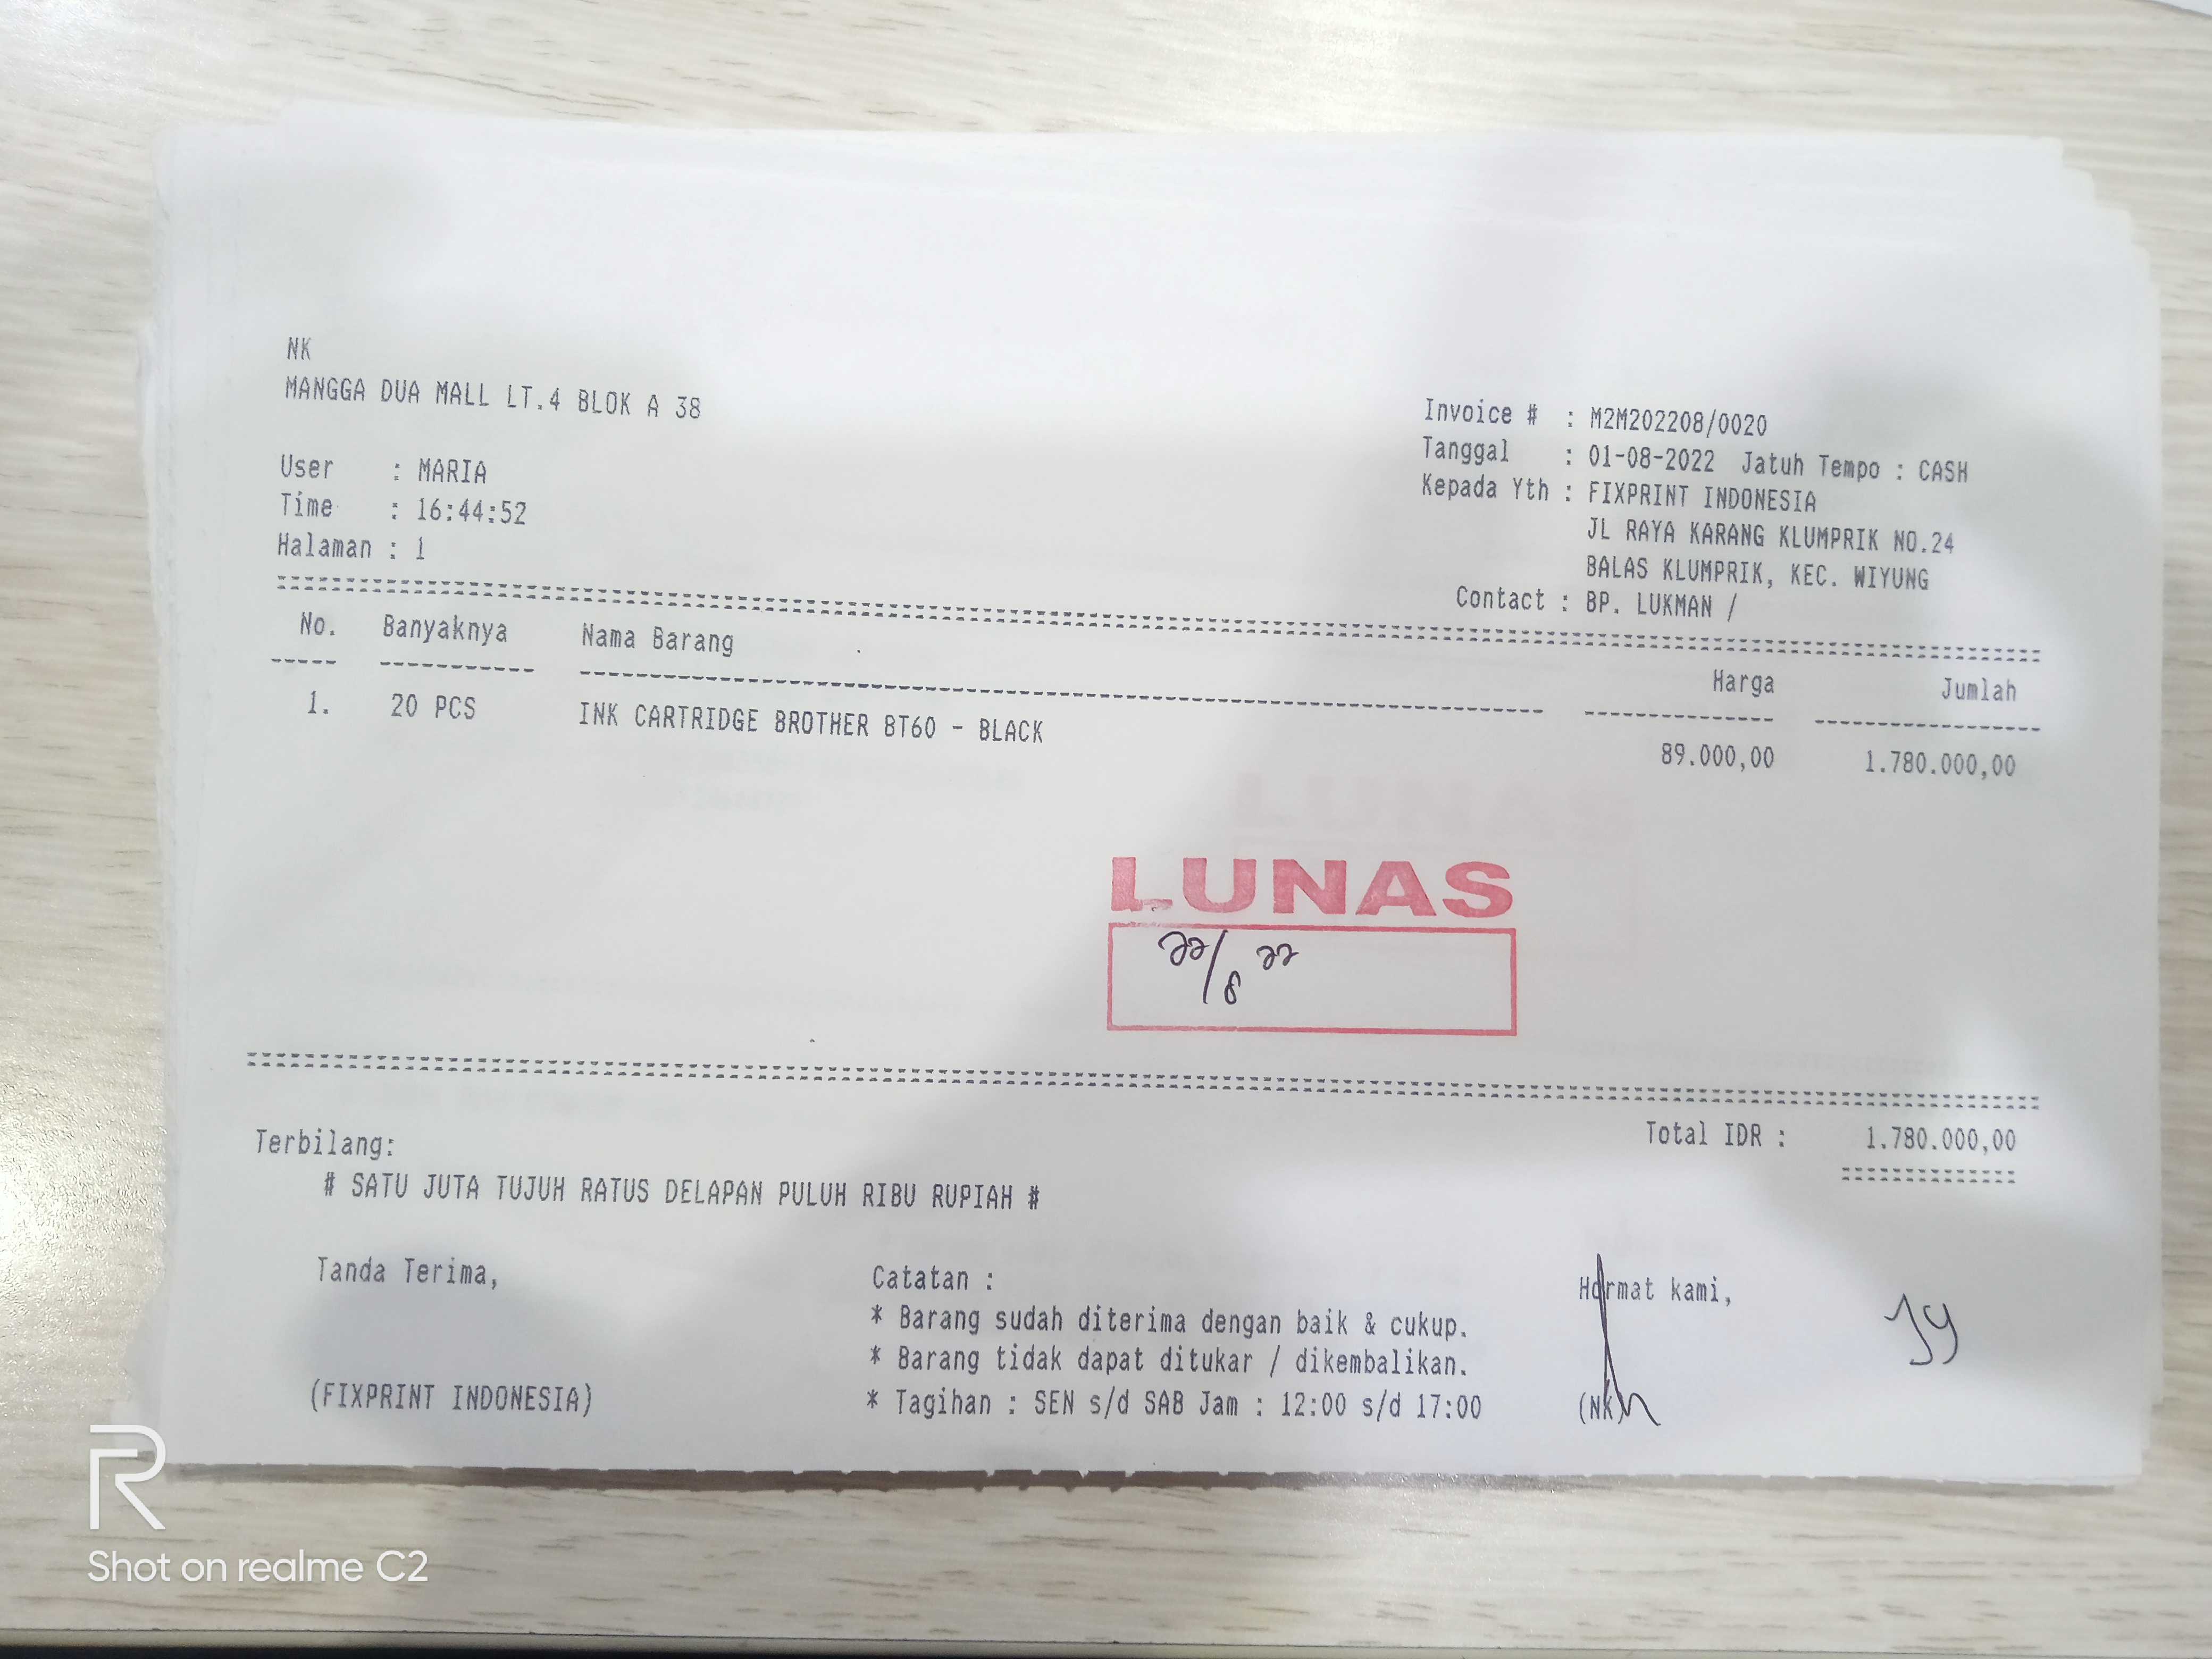 NK
MANGGA DUA MALL LT.4 BLOK A 38
User : MARIA
Time : 16:44:52
Halaman : 1
Invoice # : M2M202208/0020
Tanggal : 01-08-2022 Jatuh Tempo : CASH
Kepada Yth : FIXPRINT INDONESIA
JL RAYA KARANG KLUMPRIK NO.24
BALAS KLUMPRIK, KEC. WIYUNG
Contact : BP. LUKMAN /
No. Banyaknya Nama Barang Harga Jumlah
1. 20 PCS INK CARTRIDGE BROTHER BT60 - BLACK 89.000,00 1.780.000,00
LUNAS
22/8 22
Total IDR : 1.780.000,00
Terbilang:
# SATU JUTA TUJUH RATUS DELAPAN PULUH RIBU RUPIAH #
Tanda Terima,
(FIXPRINT INDONESIA)
Catatan :
* Barang sudah diterima dengan baik & cukup.
* Barang tidak dapat ditukar / dikembalikan.
* Tagihan : SEN s/d SAB Jam : 12:00 s/d 17:00
Hormat kami,
(NK)
R
Shot on realme C2